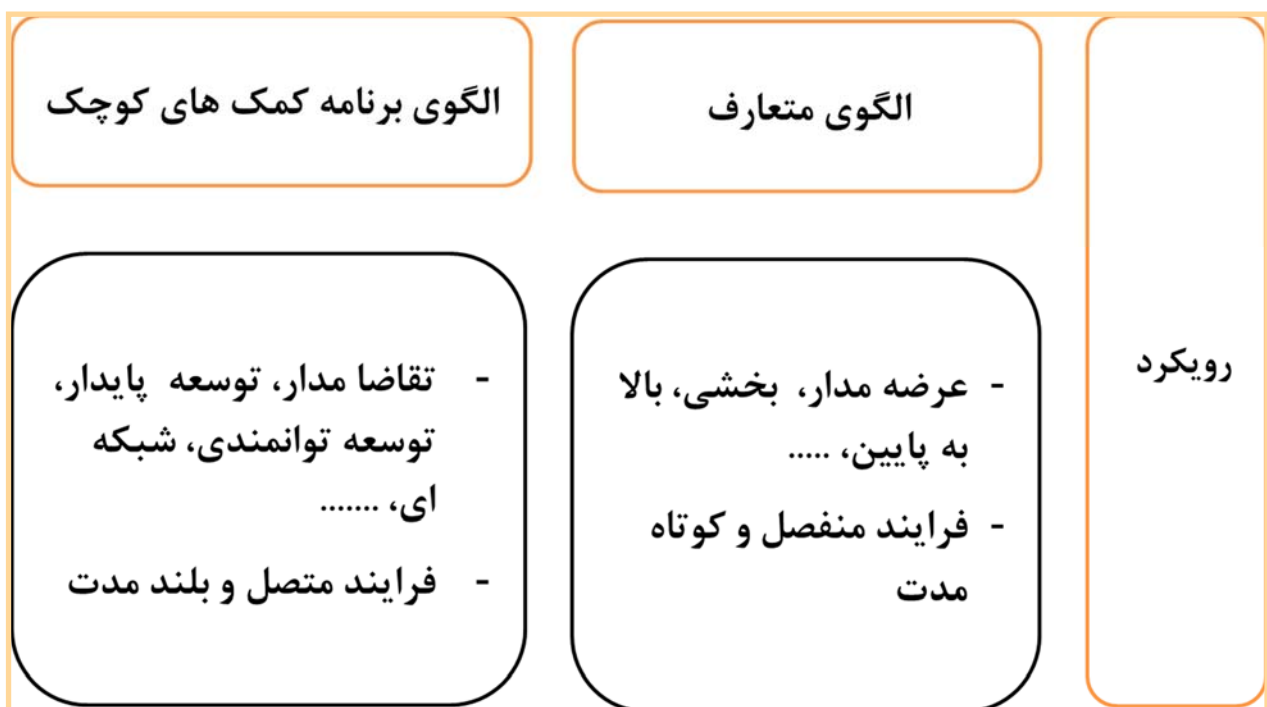 الگوی متعارف
الگوی برنامه کمک های کوچک
رویکرد
- عرضه مدار، بخشی، بالا
به پایین، .....
- فرایند منفصل و کوتاه
مدت
- تقاضا مدار، توسعه پایدار،
توسعه توانمندی، شبکه
ای، .......
- فرایند متصل و بلند مدت